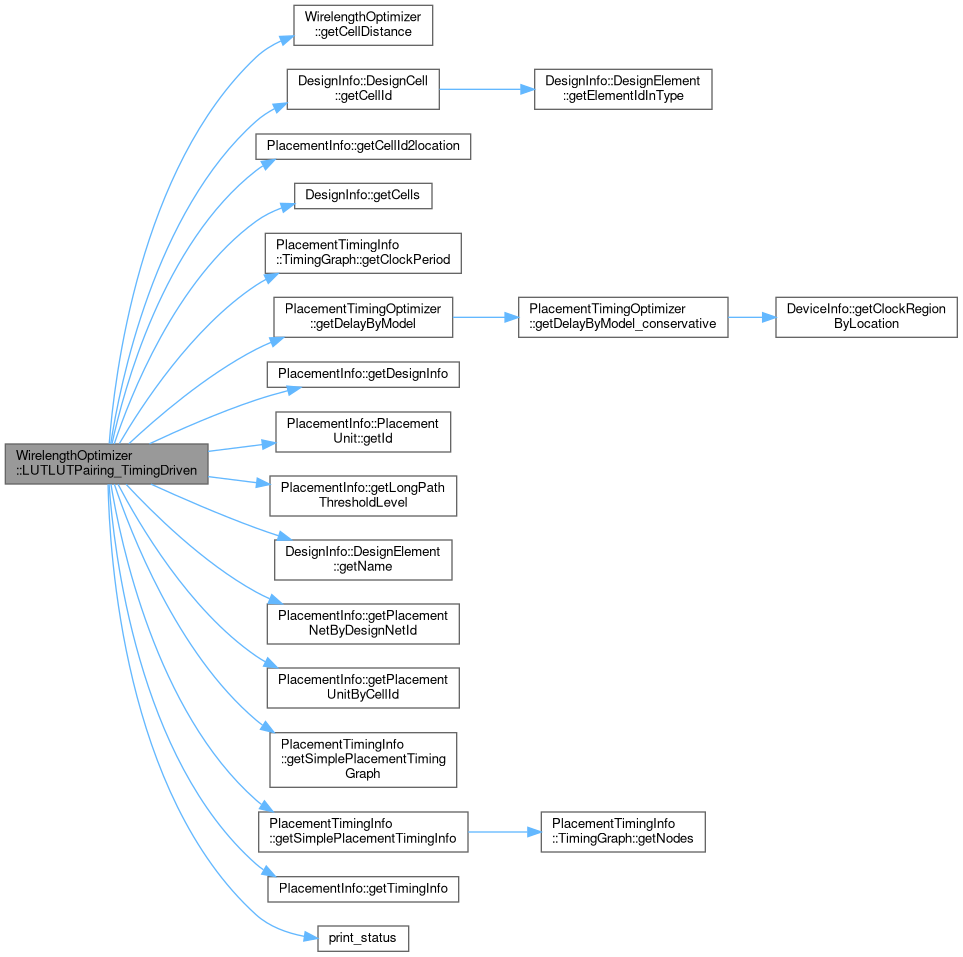 WirelengthOptimizer
::getCellDistance
DesignInfo::DesignCell
::getCellId
DesignInfo::DesignElement
::getElementIdInType
PlacementInfo::getCellId2location
DesignInfo::getCells
PlacementTimingInfo
::TimingGraph::getClockPeriod
PlacementTimingOptimizer
::getDelayByModel
PlacementTimingOptimizer
::getDelayByModel_conservative
DeviceInfo::getClockRegion
ByLocation
PlacementInfo::getDesignInfo
PlacementInfo::Placement
Unit::getId
WirelengthOptimizer
::LUTLUTPairing_TimingDriven
PlacementInfo::getLongPath
ThresholdLevel
DesignInfo::DesignElement
::getName
PlacementInfo::getPlacement
NetByDesignNetId
PlacementInfo::getPlacement
UnitByCellId
PlacementTimingInfo
::getSimplePlacementTiming
Graph
PlacementTimingInfo
::getSimplePlacementTimingInfo
PlacementTimingInfo
::TimingGraph::getNodes
PlacementInfo::getTimingInfo
print_status